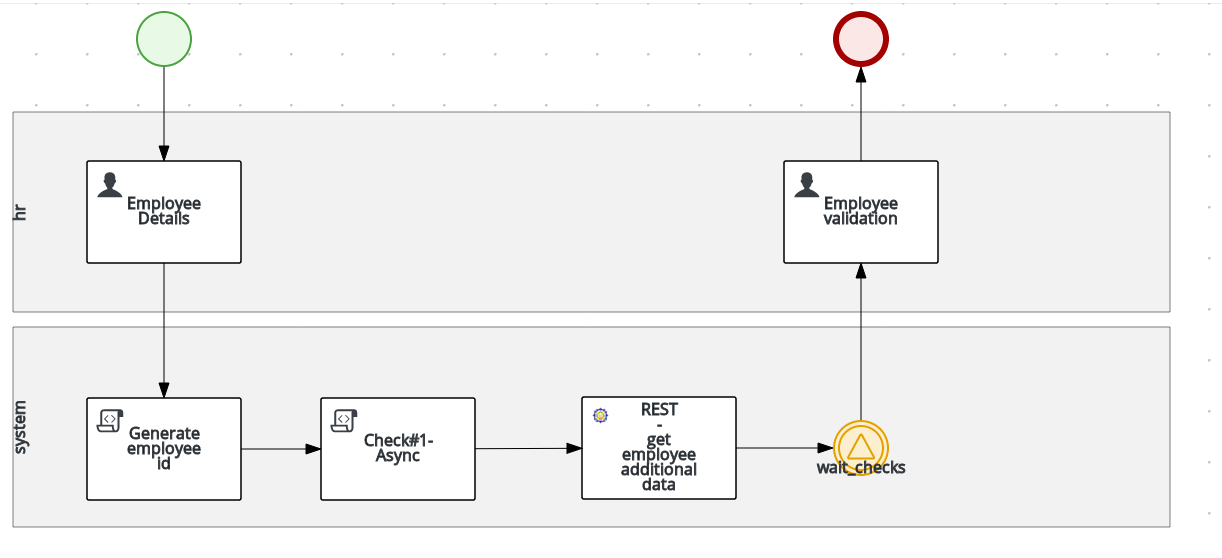 hr
Employee
Details
Employee
validation
system
Generate
employee
id
Check#1-
Async
REST
-
get
employee
additional
data
wait_checks